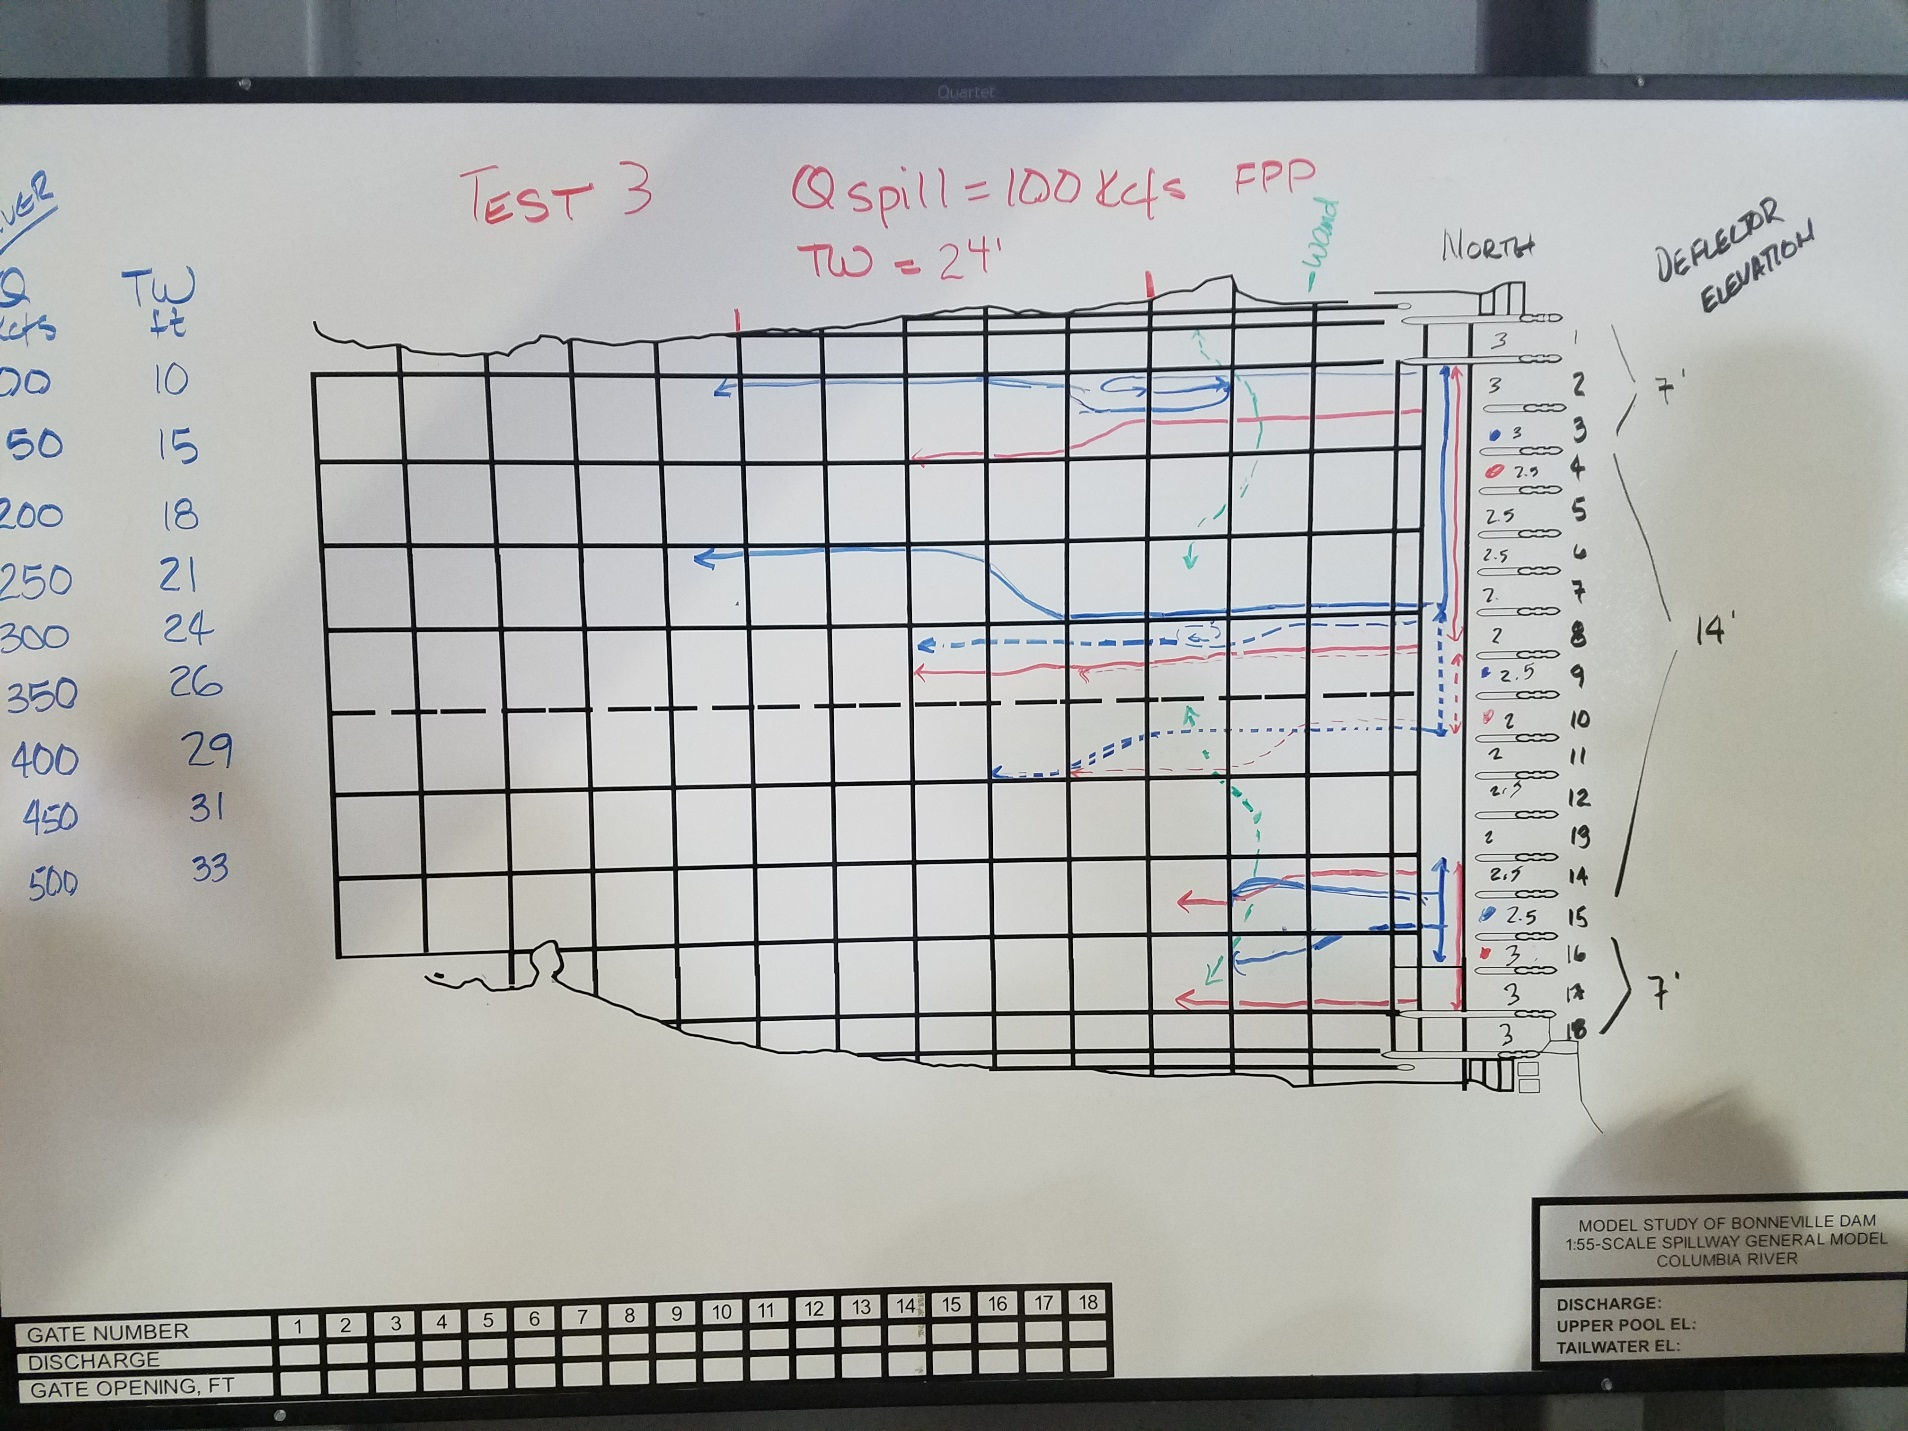 Quartet
TEST 3
Qspill = 100 Kcfs FPP
TW = 24'
-Wand
NORTH
DEFLECTOR
ELEVATION
TW
ft
10
50 15
200 18
250 21
300 24
350 26
400 29
450 31
500 33
3 1
3 2
3 3
2.5 4
2.5 5
2.5 6
2. 7
2 8
2.5 9
2 10
2 11
2.5 12
2 13
2.5 14
2.5 15
3 16
3 17
3 18
7'
14'
7'
MODEL STUDY OF BONNEVILLE DAM
1:55-SCALE SPILLWAY GENERAL MODEL
COLUMBIA RIVER
DISCHARGE:
UPPER POOL EL:
TAILWATER EL:
GATE NUMBER 1 2 3 4 5 6 7 8 9 10 11 12 13 14 15 16 17 18
DISCHARGE
GATE OPENING, FT